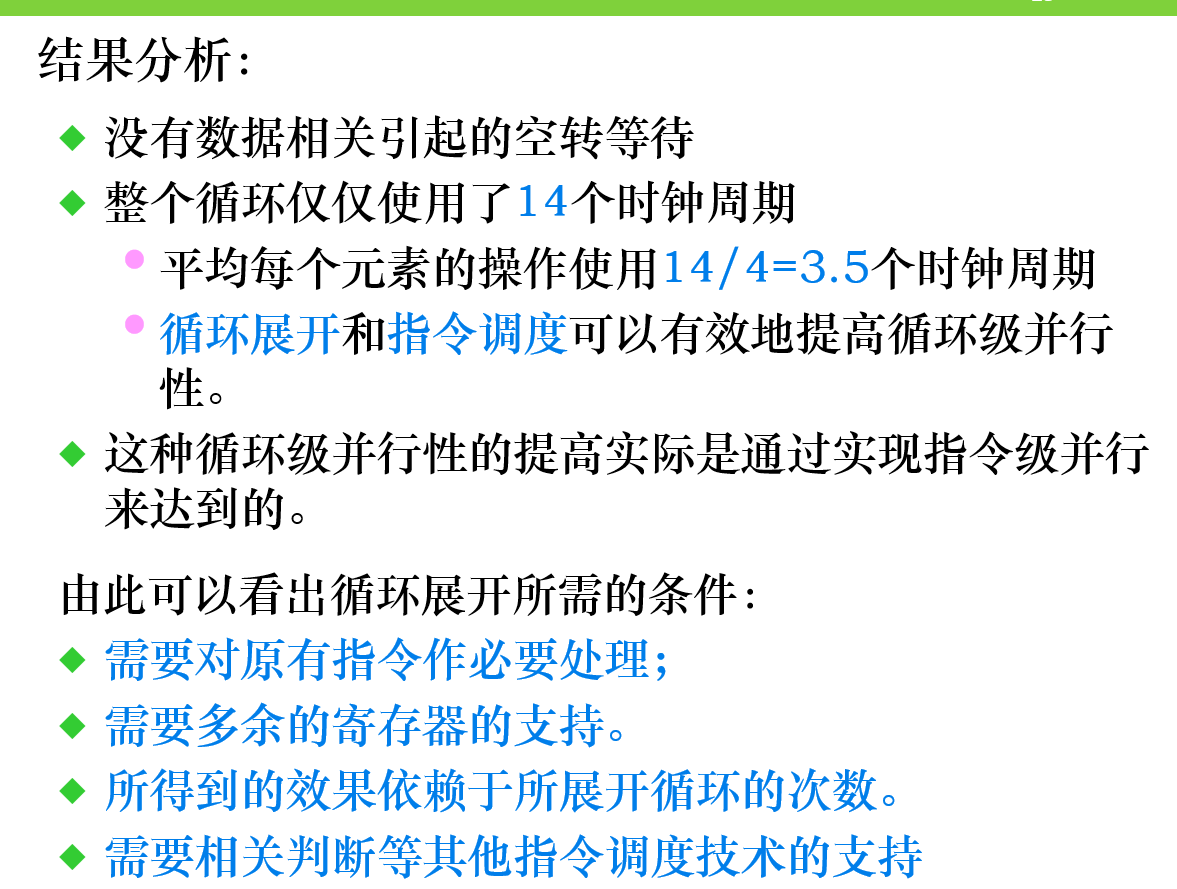 结果分析：
没有数据相关引起的空转等待
整个循环仅仅使用了14个时钟周期
平均每个元素的操作使用14/4=3.5个时钟周期
循环展开和指令调度可以有效地提高循环级并行
性。
这种循环级并行性的提高实际是通过实现指令级并行
来达到的。
由此可以看出循环展开所需的条件：
需要对原有指令作必要处理；
需要多余的寄存器的支持。
所得到的效果依赖于所展开循环的次数。
需要相关判断等其他指令调度技术的支持